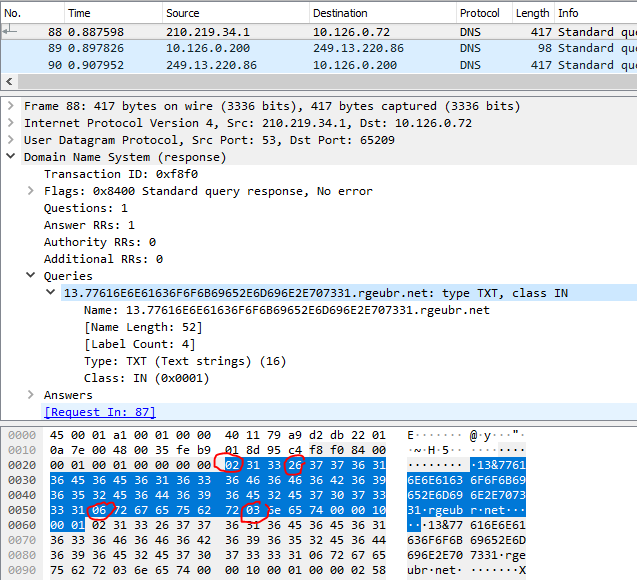 No. Time Source Destination Protocol Length Info
88 0.887598 210.219.34.1 10.126.0.72 DNS 417 Standard que
89 0.897826 10.126.0.200 249.13.220.86 DNS 98 Standard que
90 0.907952 249.13.220.86 10.126.0.200 DNS 417 Standard que
Frame 88: 417 bytes on wire (3336 bits), 417 bytes captured (3336 bits)
Internet Protocol Version 4, Src: 210.219.34.1, Dst: 10.126.0.72
User Datagram Protocol, Src Port: 53, Dst Port: 65209
Domain Name System (response)
Transaction ID: 0xf8f0
Flags: 0x8400 Standard query response, No error
Questions: 1
Answer RRs: 1
Authority RRs: 0
Additional RRs: 0
Queries
13.77616E6E61636F6F6B69652E6D696E2E707331.rgeubr.net: type TXT, class IN
Name: 13.77616E6E61636F6F6B69652E6D696E2E707331.rgeubr.net
[Name Length: 52]
[Label Count: 4]
Type: TXT (Text strings) (16)
Class: IN (0x0001)
Answers
[Request In: 87]
0000 45 00 01 a1 00 01 00 00 40 11 79 a9 d2 db 22 01 E······· @·y···"·
0010 0a 7e 00 48 00 35 fe b9 01 8d 95 c4 f8 f0 84 00 ·~·H·5·· ········
0020 00 01 00 01 00 00 00 00 02 31 33 26 37 37 36 31 ········ ·13&7761
0030 36 45 36 45 36 31 36 33 36 46 36 46 36 42 36 39 6E6E6163 6F6F6B69
0040 36 35 32 45 36 44 36 39 36 45 32 45 37 30 37 33 652E6D69 6E2E7073
0050 33 31 06 72 67 65 75 62 72 03 6e 65 74 00 00 10 31·rgeub r·net···
0060 00 01 02 31 33 26 37 37 36 31 36 45 36 45 36 31 ···13&77 616E6E61
0070 36 33 36 46 36 46 36 42 36 39 36 35 32 45 36 44 636F6F6B 69652E6D
0080 36 39 36 45 32 45 37 30 37 33 33 31 06 72 67 65 696E2E70 7331·rge
0090 75 62 72 03 6e 65 74 00 00 10 00 01 00 00 02 58 ubr·net· ·······X